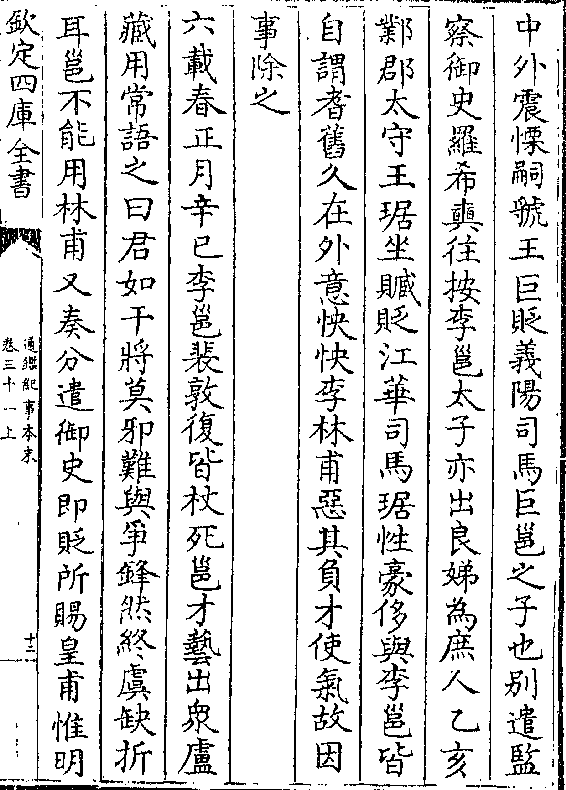 中外震慄嗣虢王巨貶義陽司馬巨邕之子也别遣監
察御史羅希奭往按李邕太子亦出良娣為庶人乙亥
鄴郡太守王琚坐贓貶江華司馬琚性豪侈與李邕皆
自謂耆舊久在外意怏怏李林甫惡其負才使氣故因
事除之
六載春正月辛巳李邕裴敦復皆杖死邕才藝出衆盧
藏用常語之曰君如干將莫邪難與爭鋒然終虞缺折
耳邕不能用林甫又奏分遣御史即貶所賜皇甫惟明
欽定四庫全書
通鑑紀事本末
卷三十一上
十三